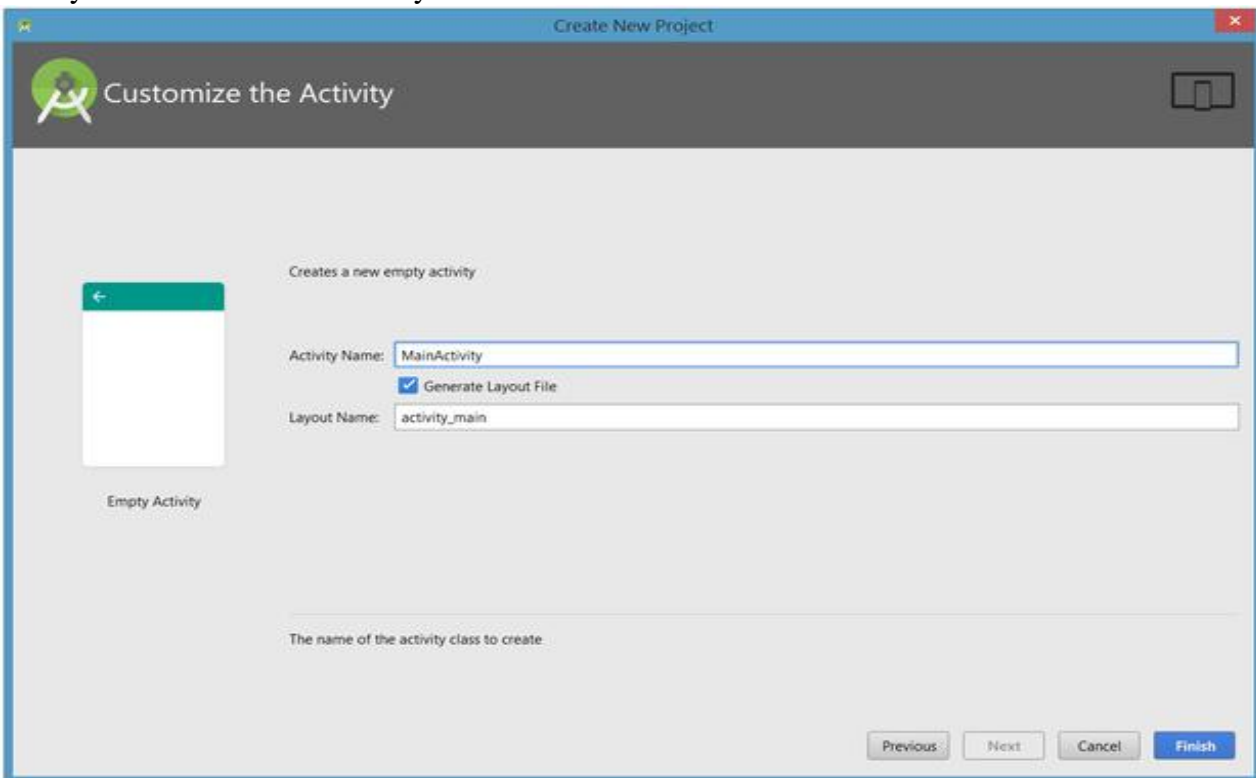 Create New Project
Customize the Activity
Creates a new empty activity
Activity Name: MainActivity
Generate Layout File
Layout Name: activity_main
Empty Activity
The name of the activity class to create
Previous Next Cancel Finish